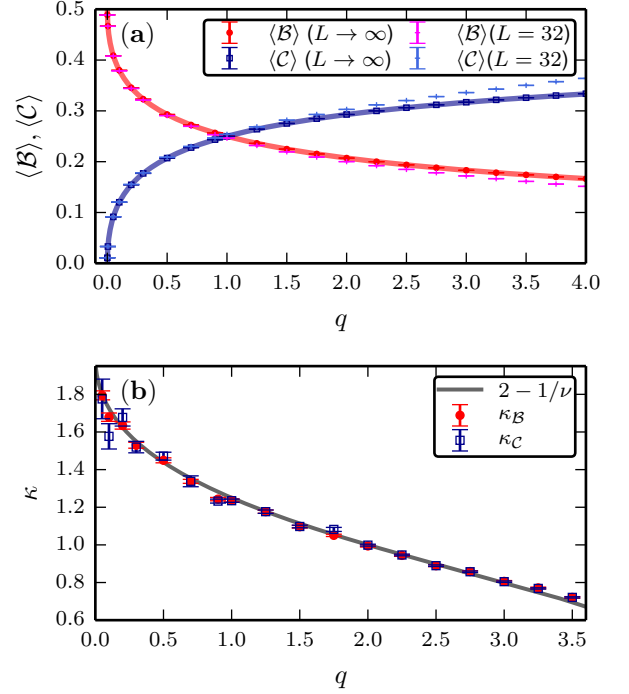 0.5
0.4
0.3
0.2
0.1
0.0
⟨ℬ⟩, ⟨𝒞⟩
(a)
⟨ℬ⟩ (L → ∞)
⟨𝒞⟩ (L → ∞)
⟨ℬ⟩(L = 32)
⟨𝒞⟩(L = 32)
0.0 0.5 1.0 1.5 2.0 2.5 3.0 3.5 4.0
q
1.8
1.6
1.4
1.2
1.0
0.8
0.6
κ
(b)
2 − 1/ν
κℬ
κ𝒞
0.0 0.5 1.0 1.5 2.0 2.5 3.0 3.5
q